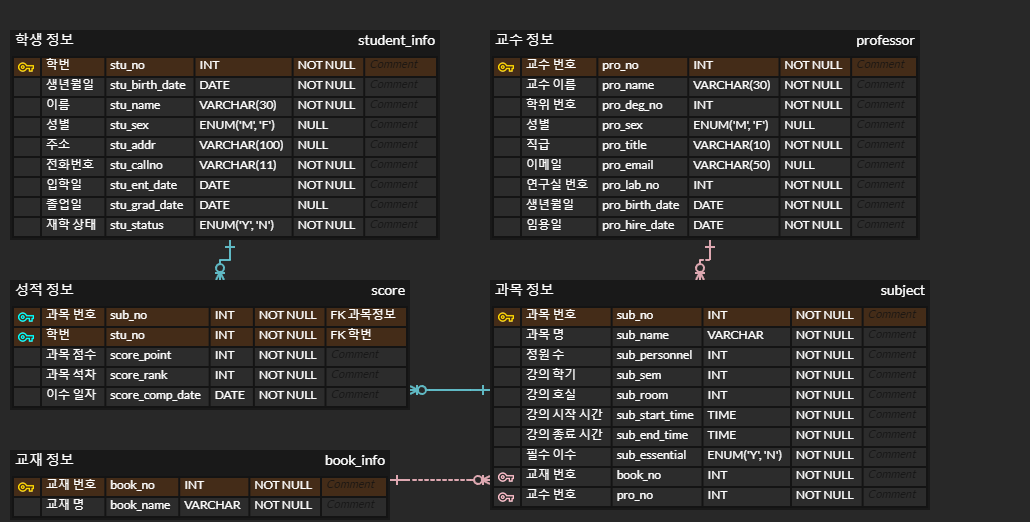 학생 정보 student_info
학번 stu_no INT NOT NULL Comment
생년월일 stu_birth_date DATE NOT NULL Comment
이름 stu_name VARCHAR(30) NOT NULL Comment
성별 stu_sex ENUM('M', 'F') NULL Comment
주소 stu_addr VARCHAR(100) NULL Comment
전화번호 stu_callno VARCHAR(11) NOT NULL Comment
입학일 stu_ent_date DATE NOT NULL Comment
졸업일 stu_grad_date DATE NULL Comment
재학 상태 stu_status ENUM('Y', 'N') NOT NULL Comment
교수 정보 professor
교수 번호 pro_no INT NOT NULL Comment
교수 이름 pro_name VARCHAR(30) NOT NULL Comment
학위 번호 pro_deg_no INT NOT NULL Comment
성별 pro_sex ENUM('M', 'F') NULL Comment
직급 pro_title VARCHAR(10) NOT NULL Comment
이메일 pro_email VARCHAR(50) NULL Comment
연구실 번호 pro_lab_no INT NOT NULL Comment
생년월일 pro_birth_date DATE NOT NULL Comment
임용일 pro_hire_date DATE NOT NULL Comment
성적 정보 score
과목 번호 sub_no INT NOT NULL FK 과목정보
학번 stu_no INT NOT NULL FK 학번
과목 점수 score_point INT NOT NULL Comment
과목 석차 score_rank INT NOT NULL Comment
이수 일자 score_comp_date DATE NOT NULL Comment
과목 정보 subject
과목 번호 sub_no INT NOT NULL Comment
과목 명 sub_name VARCHAR NOT NULL Comment
정원 수 sub_personnel INT NOT NULL Comment
강의 학기 sub_sem INT NOT NULL Comment
강의 호실 sub_room INT NOT NULL Comment
강의 시작 시간 sub_start_time TIME NOT NULL Comment
강의 종료 시간 sub_end_time TIME NOT NULL Comment
필수 이수 sub_essential ENUM('Y', 'N') NOT NULL Comment
교재 번호 book_no INT NOT NULL Comment
교수 번호 pro_no INT NOT NULL Comment
교재 정보 book_info
교재 번호 book_no INT NOT NULL Comment
교재 명 book_name VARCHAR NOT NULL Comment